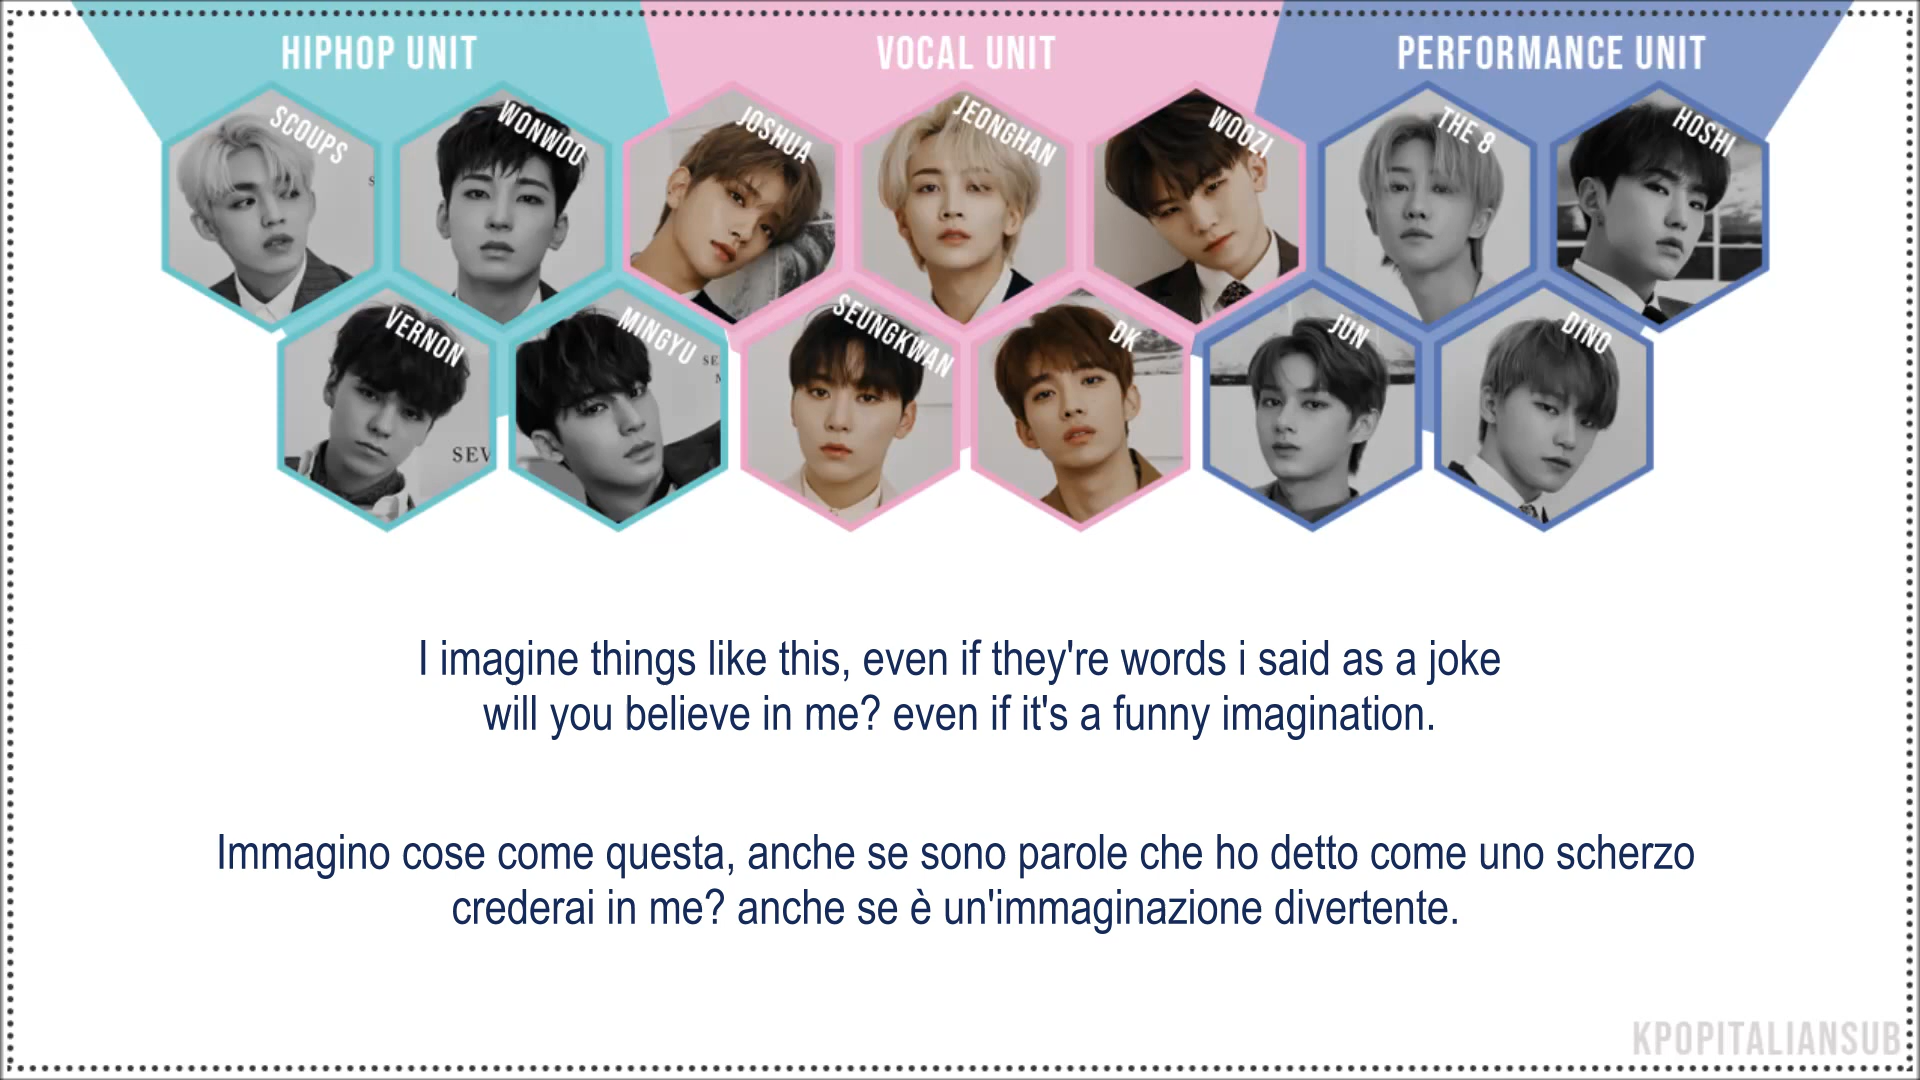 HIPHOP UNIT
VOCAL UNIT
PERFORMANCE UNIT
SCOUPS
WONWOO
JOSHUA
JEONGHAN
WOOZI
THE 8
HOSHI
VERNON
MINGYU
SEUNGKWAN
DK
JUN
DINO
S
SEV
SE
I imagine things like this, even if they're words i said as a joke
will you believe in me? even if it's a funny imagination.
Immagino cose come questa, anche se sono parole che ho detto come uno scherzo
crederai in me? anche se è un'immaginazione divertente.
KPOPITALIANSUB